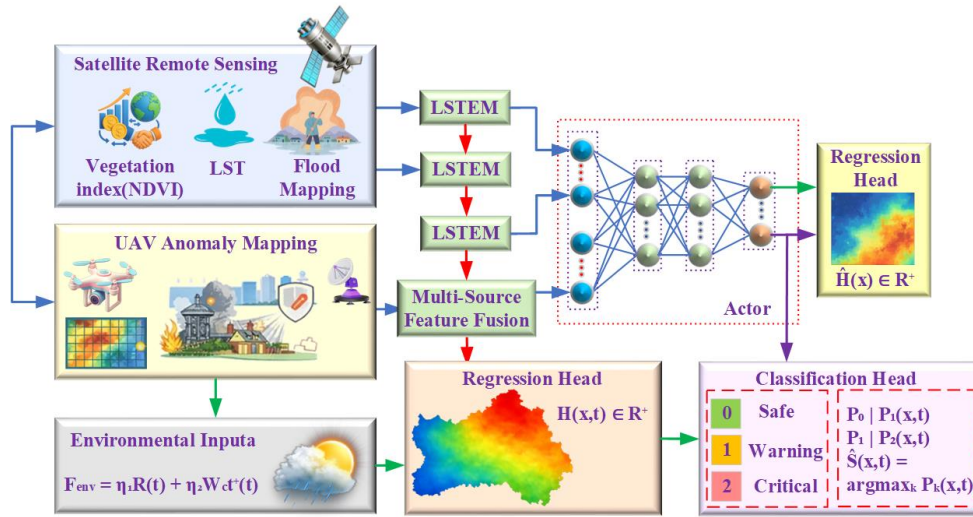 Satellite Remote Sensing
Vegetation
index(NDVI)
LST
Flood
Mapping
LSTEM
LSTEM
LSTEM
Multi-Source
Feature Fusion
Actor
Regression
Head
Ĥ(x) ∈ R⁺
UAV Anomaly Mapping
Environmental Inputa
Fenv = η₁R(t) + η₂Wct⁺(t)
Regression Head
H(x,t) ∈ R⁺
Classification Head
0 Safe
1 Warning
2 Critical
P₀ | P₁(x,t)
P₁ | P₂(x,t)
Ŝ(x,t) =
argmaxₖ Pₖ(x,t)